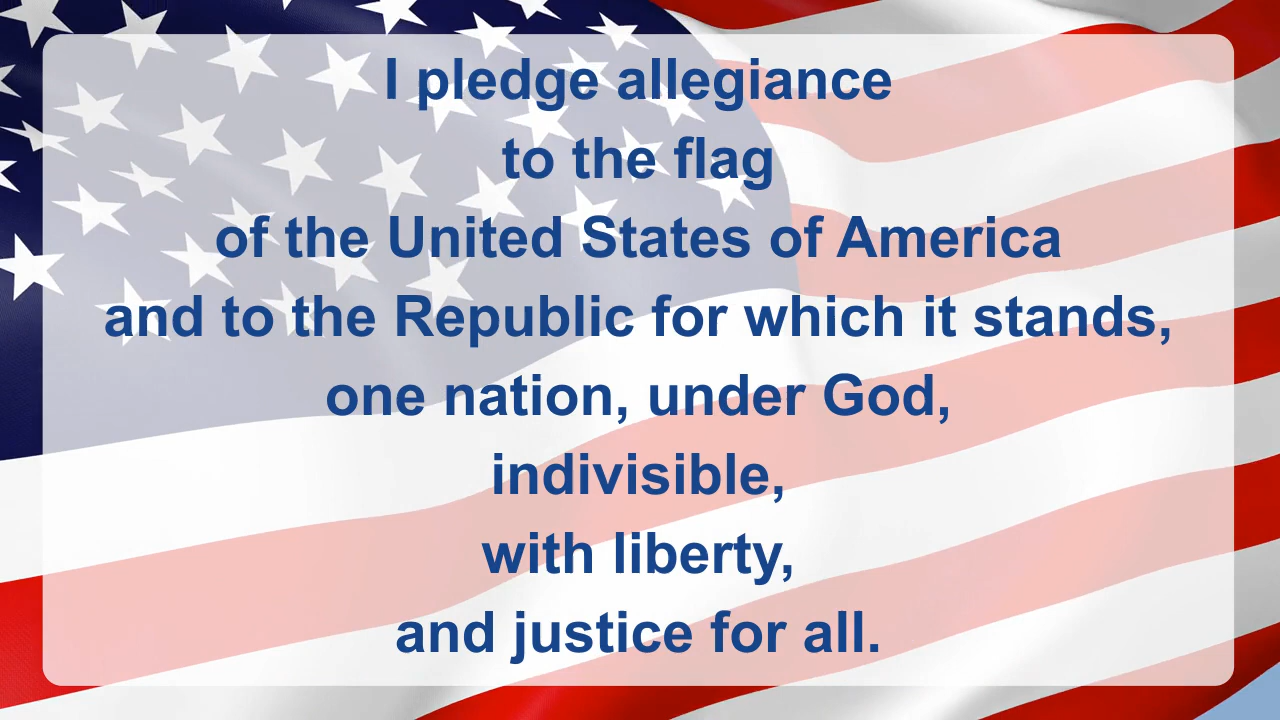 I pledge allegiance
to the flag
of the United States of America
and to the Republic for which it stands,
one nation, under God,
indivisible,
with liberty,
and justice for all.